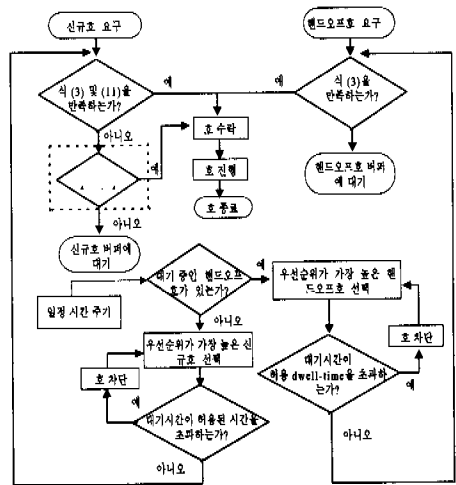 신규호 요구
핸드오프호 요구
식 (3) 및 (11)을
만족하는가?
예
예
식 (3)을
만족하는가?
아니오
호 수락
예
호 진행
호 종료
핸드오프호 버퍼
에 대기
아니오
신규호 버퍼에
대기
대기 중인 핸드오프
호가 있는가?
예
우선순위가 가장 높은 핸
드오프호 선택
일정 시간 주기
아니오
우선순위가 가장 높은 신
규호 선택
호 차단
호 차단
대기시간이
허용 dwell-time을 초과하
는가?
예
예
대기시간이 허용된 시간을
초과하는가?
아니오
아니오